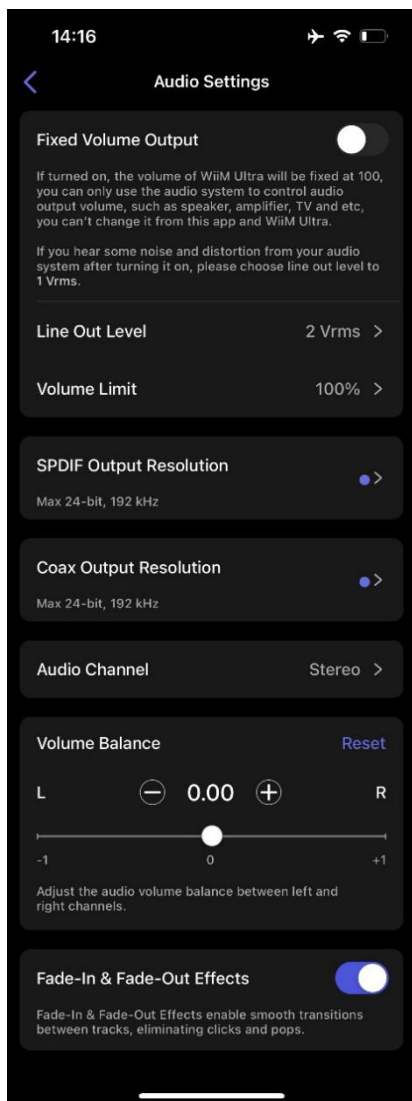 14:16
Audio Settings
Fixed Volume Output
If turned on, the volume of WiiM Ultra will be fixed at 100,
you can only use the audio system to control audio
output volume, such as speaker, amplifier, TV and etc,
you can't change it from this app and WiiM Ultra.
If you hear some noise and distortion from your audio
system after turning it on, please choose line out level to
1 Vrms.
Line Out Level 2 Vrms >
Volume Limit 100% >
SPDIF Output Resolution
Max 24-bit, 192 kHz
Coax Output Resolution
Max 24-bit, 192 kHz
Audio Channel Stereo >
Volume Balance Reset
L 0.00 R
-1 0 +1
Adjust the audio volume balance between left and
right channels.
Fade-In & Fade-Out Effects
Fade-In & Fade-Out Effects enable smooth transitions
between tracks, eliminating clicks and pops.